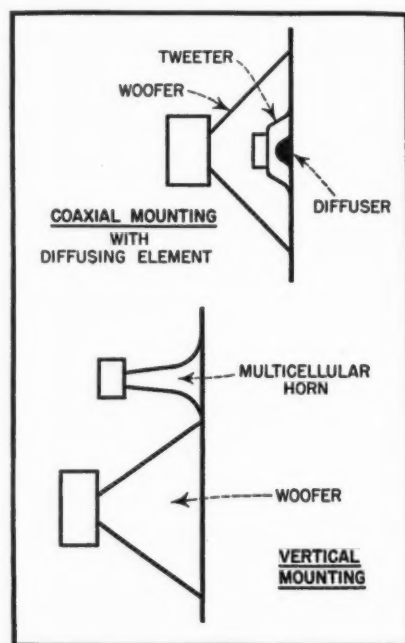 TWEETER
WOOFER
DIFFUSER
COAXIAL MOUNTING
WITH
DIFFUSING ELEMENT
MULTICELLULAR
HORN
WOOFER
VERTICAL
MOUNTING